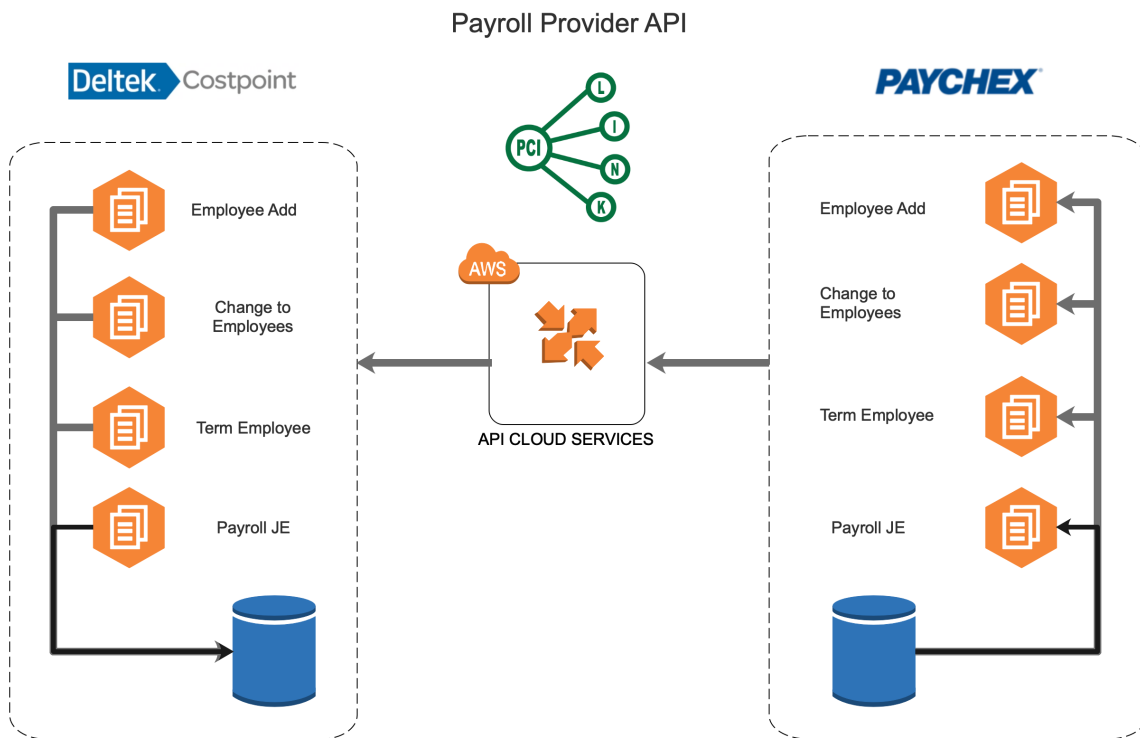 Payroll Provider API
Deltek Costpoint
PAYCHEX
PCI
L
I
N
K
Employee Add
Change to
Employees
Term Employee
Payroll JE
AWS
API CLOUD SERVICES
Employee Add
Change to
Employees
Term Employee
Payroll JE